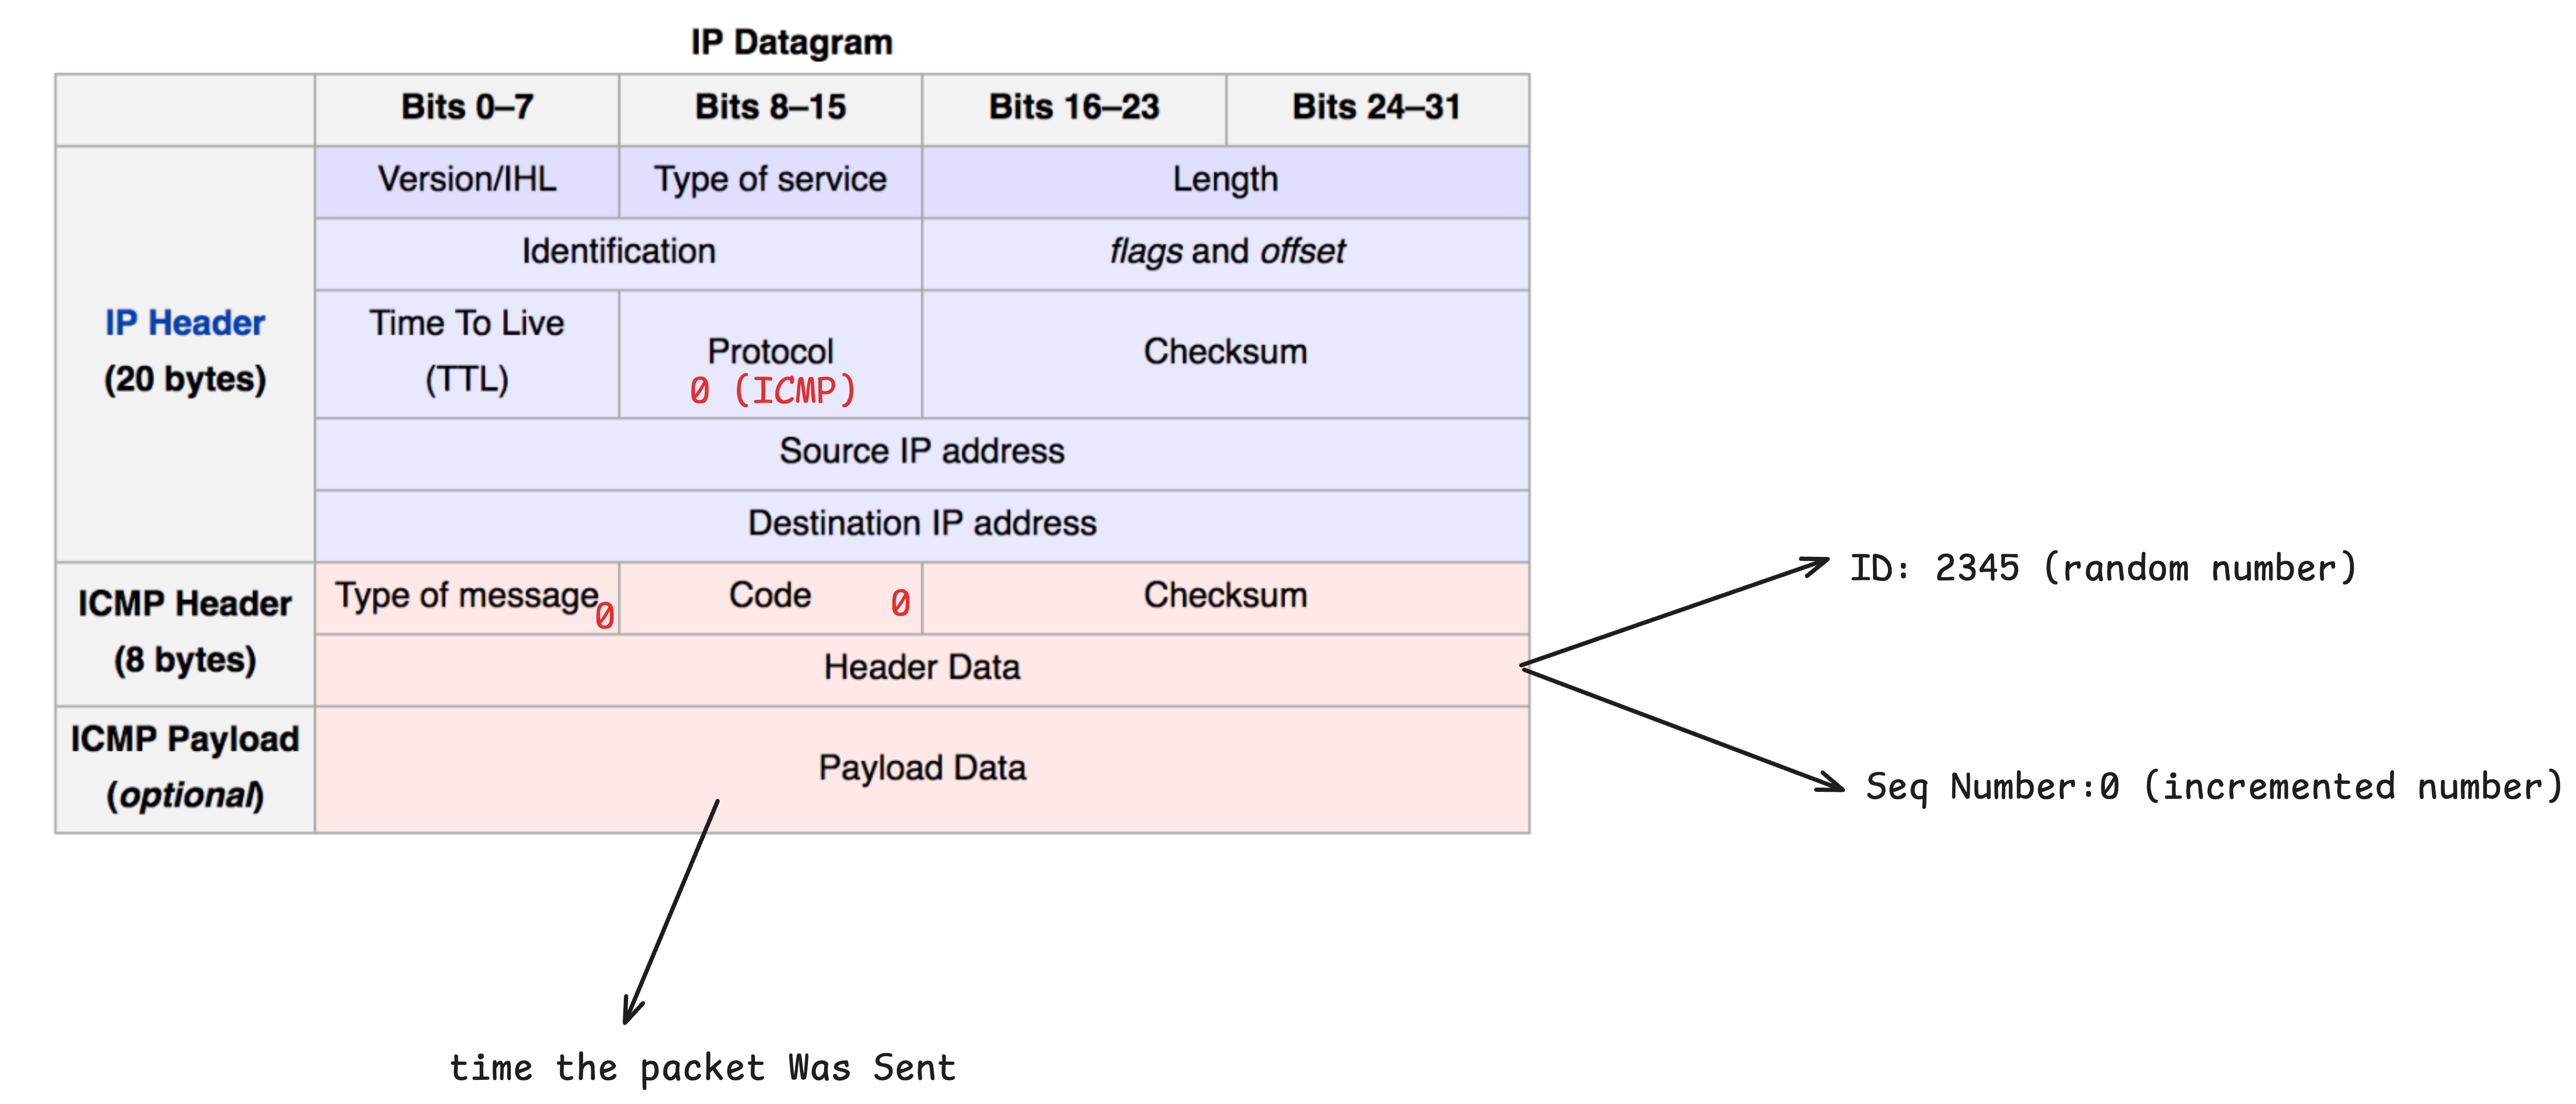 IP Datagram
Bits 0–7 Bits 8–15 Bits 16–23 Bits 24–31
IP Header
(20 bytes)
Version/IHL Type of service Length
Identification flags and offset
Time To Live
(TTL)
Protocol
0 (ICMP)
Checksum
Source IP address
Destination IP address
ICMP Header
(8 bytes)
Type of message 0 Code 0 Checksum
Header Data
ID: 2345 (random number)
Seq Number:0 (incremented number)
ICMP Payload
(optional)
Payload Data
time the packet Was Sent